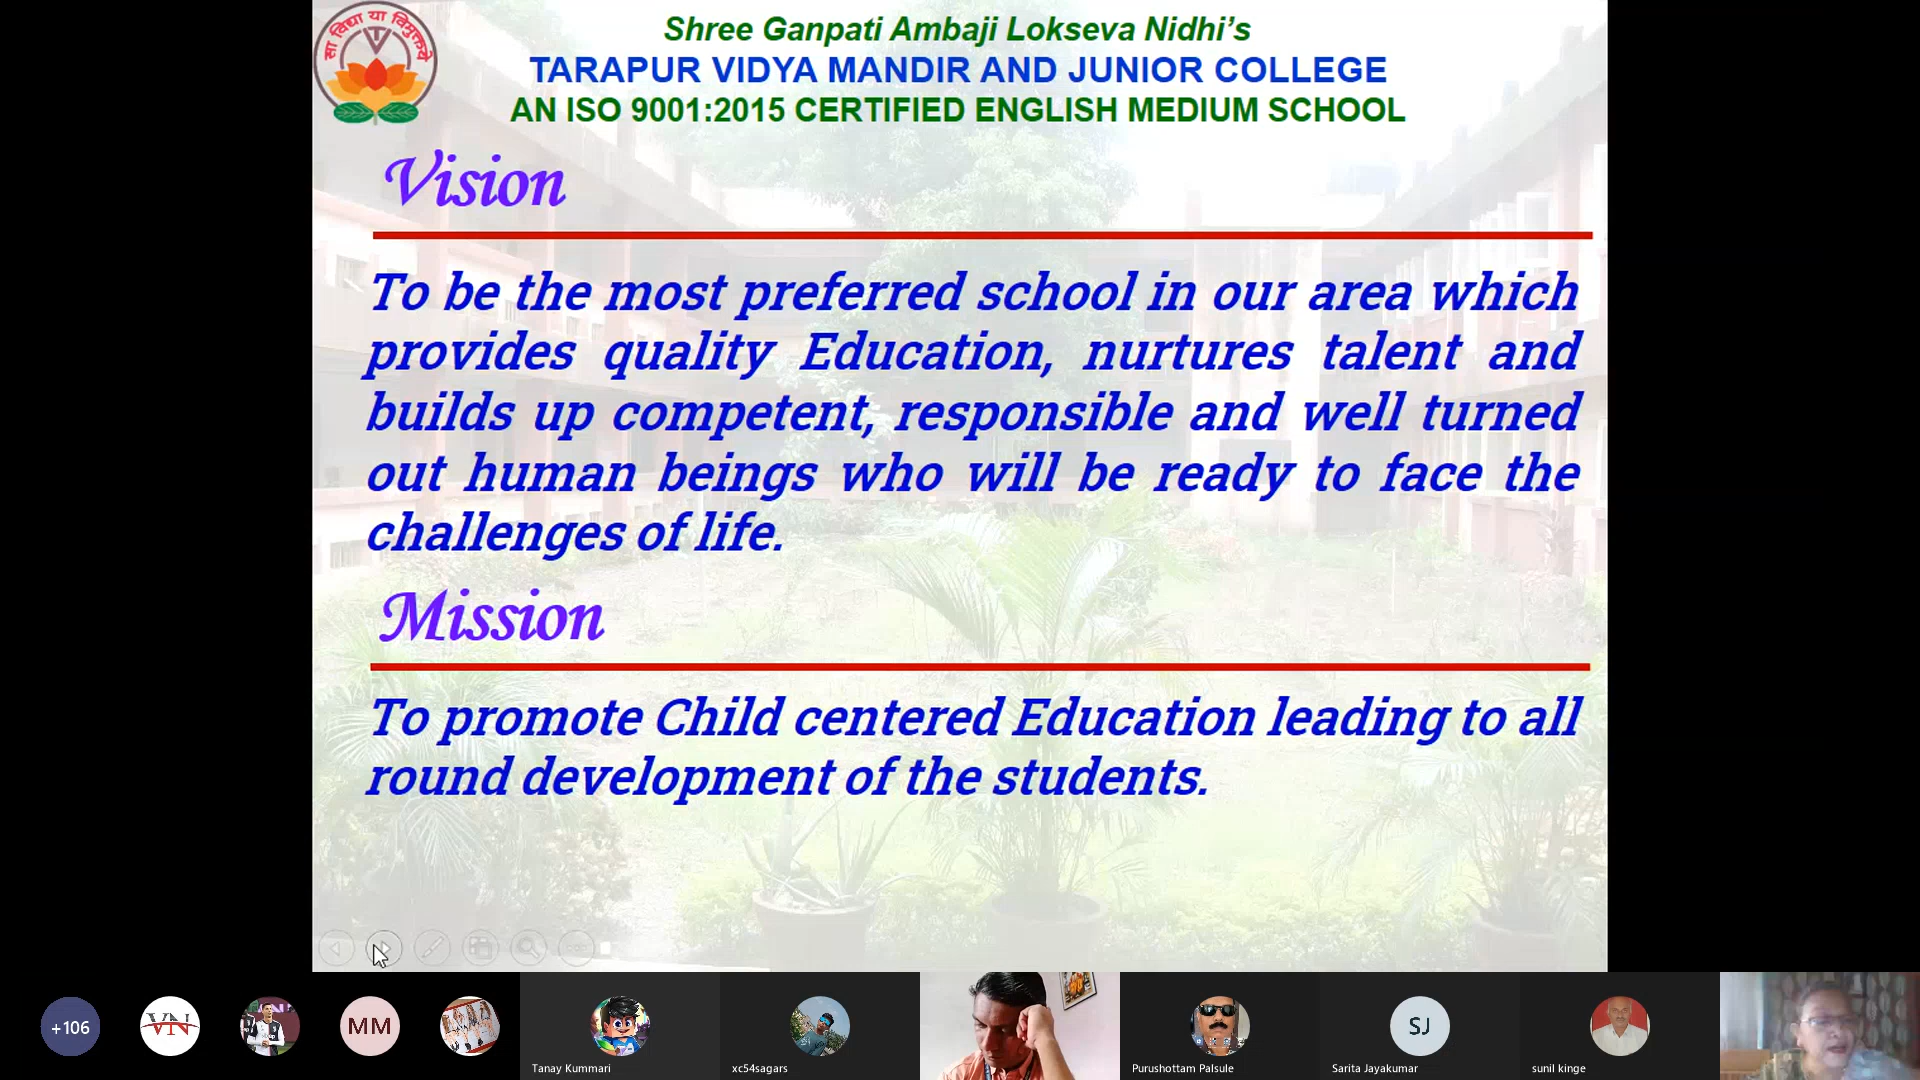 सा विद्या या विमुक्तये
Shree Ganpati Ambaji Lokseva Nidhi's
TARAPUR VIDYA MANDIR AND JUNIOR COLLEGE
AN ISO 9001:2015 CERTIFIED ENGLISH MEDIUM SCHOOL
Vision
To be the most preferred school in our area which
provides quality Education, nurtures talent and
builds up competent, responsible and well turned
out human beings who will be ready to face the
challenges of life.
Mission
To promote Child centered Education leading to all
round development of the students.
+106
VN
MM
Tanay Kummari
xc54sagars
Purushottam Palsule
SJ
Sarita Jayakumar
sunil kinge